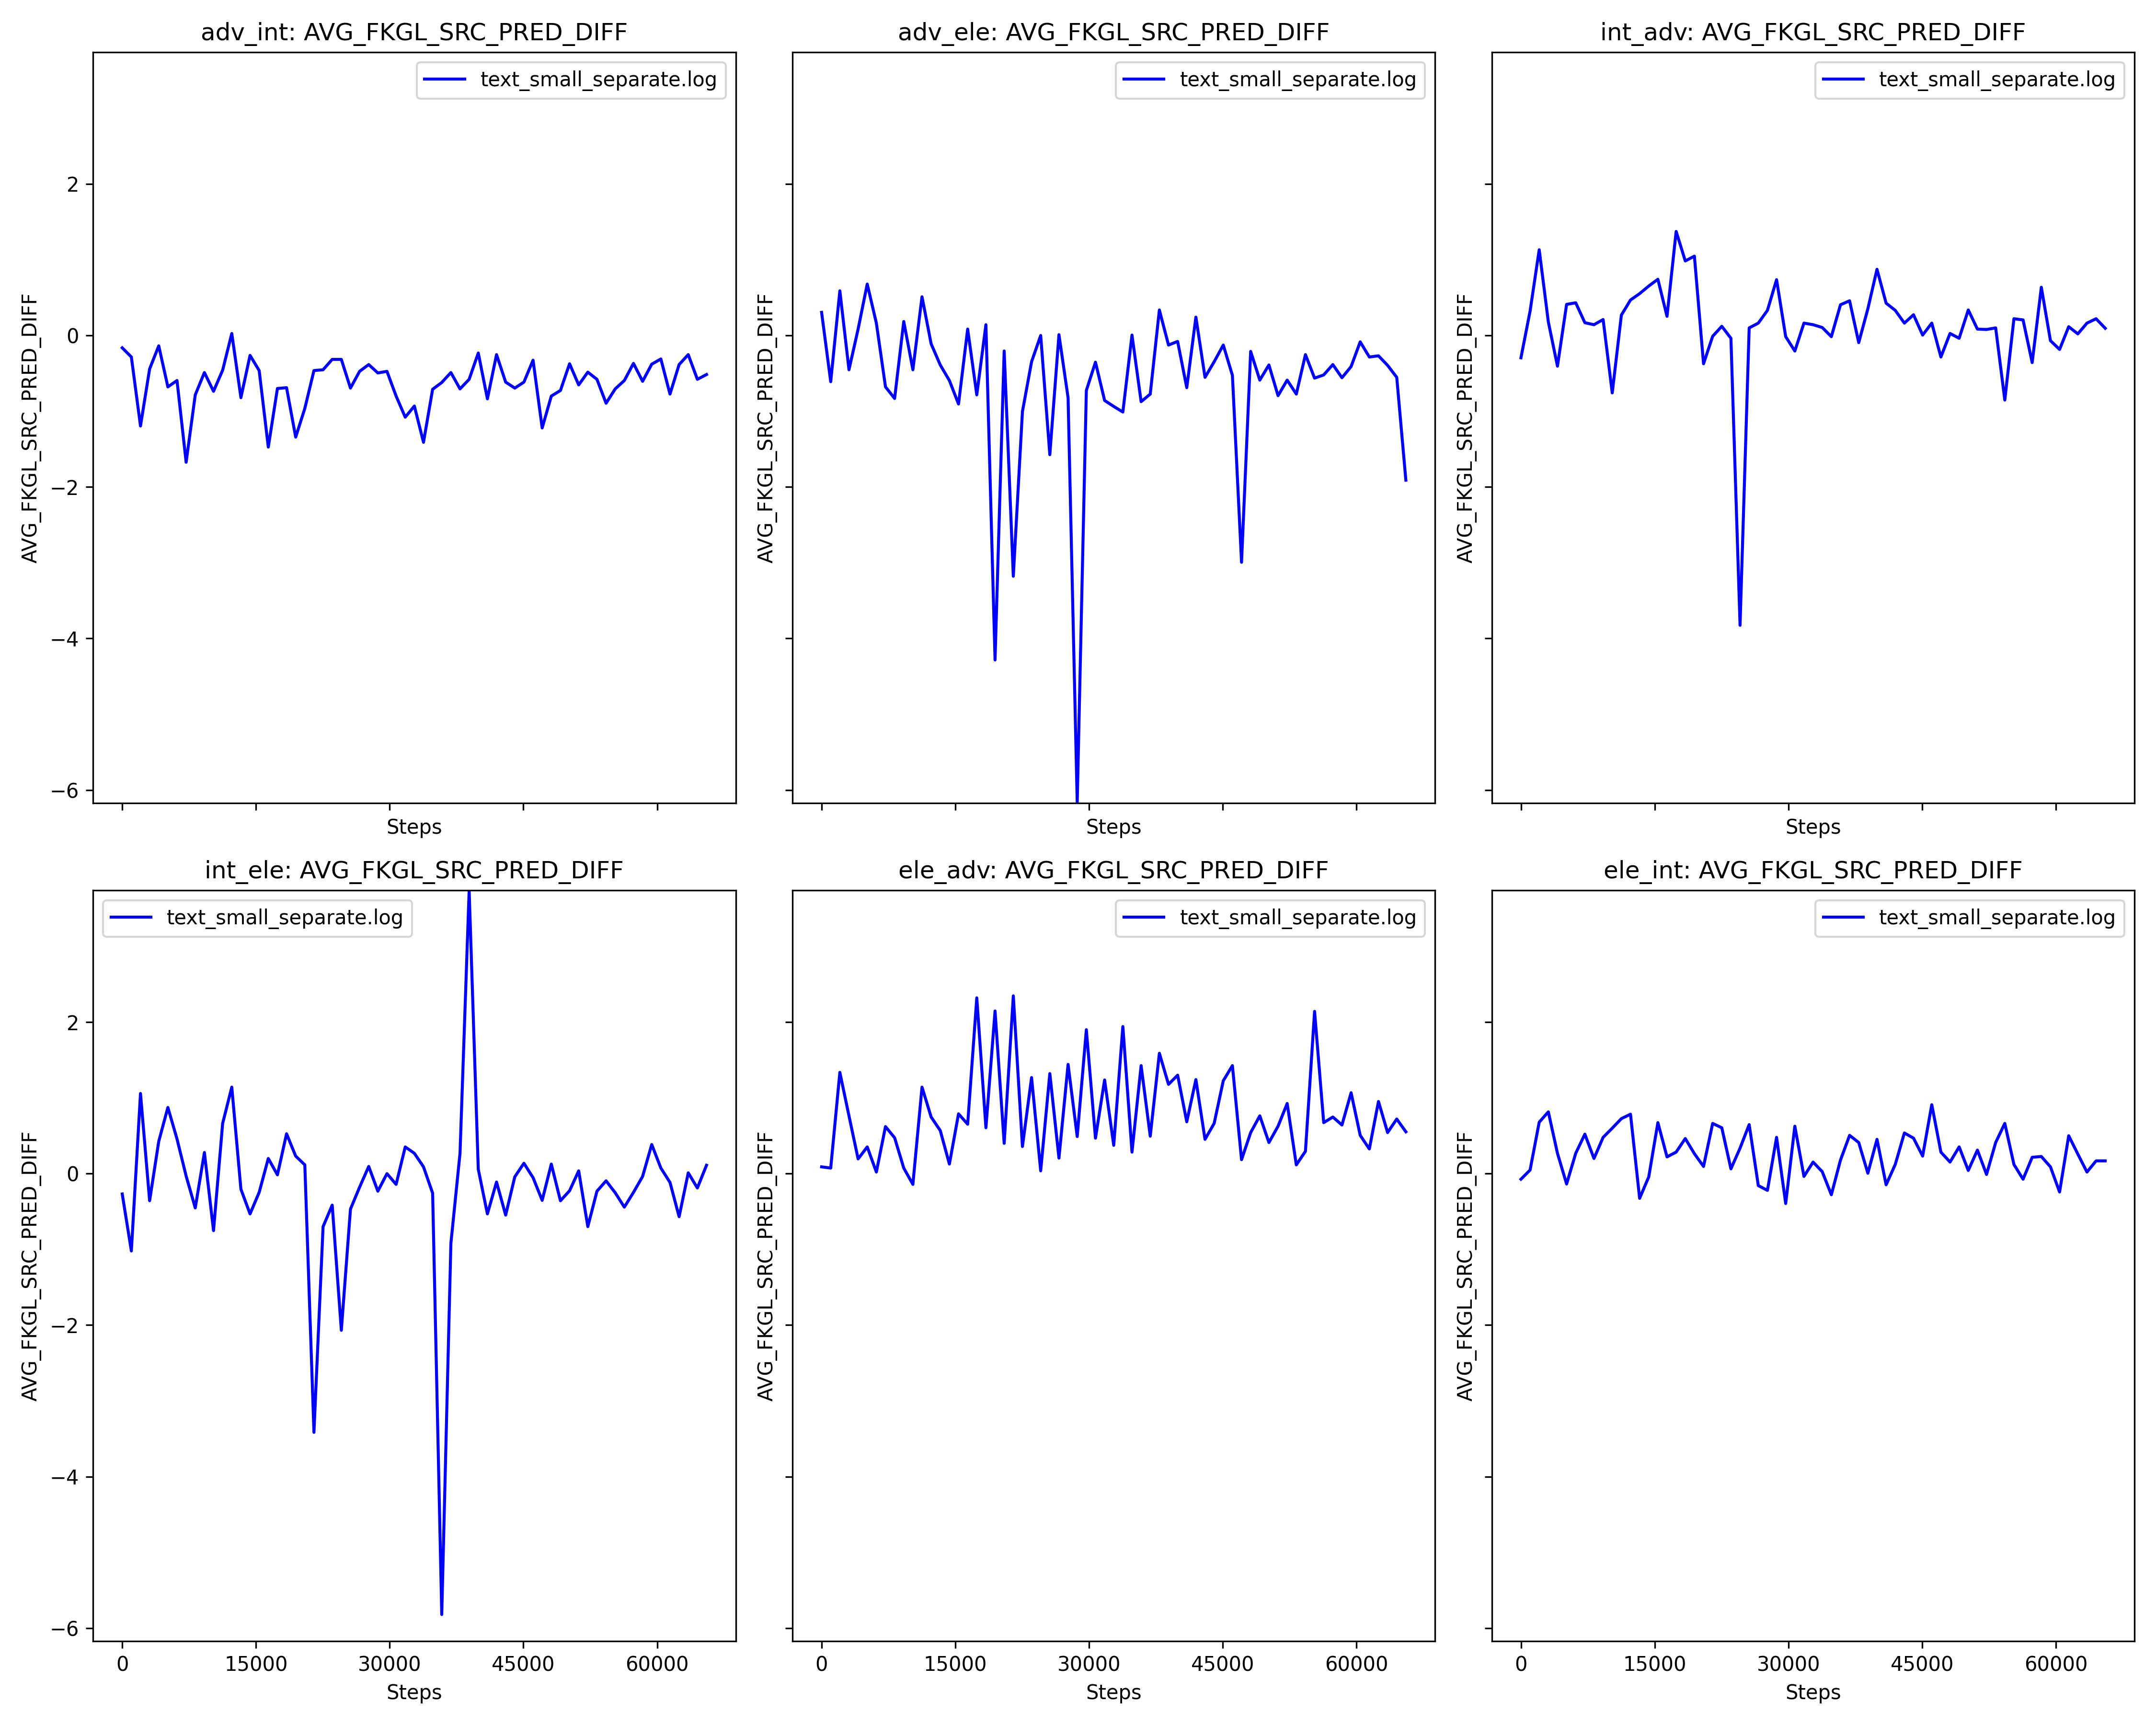 adv_int: AVG_FKGL_SRC_PRED_DIFF
adv_ele: AVG_FKGL_SRC_PRED_DIFF
int_adv: AVG_FKGL_SRC_PRED_DIFF
text_small_separate.log
text_small_separate.log
text_small_separate.log
AVG_FKGL_SRC_PRED_DIFF
AVG_FKGL_SRC_PRED_DIFF
AVG_FKGL_SRC_PRED_DIFF
2
0
−2
−4
−6
Steps
Steps
Steps
int_ele: AVG_FKGL_SRC_PRED_DIFF
ele_adv: AVG_FKGL_SRC_PRED_DIFF
ele_int: AVG_FKGL_SRC_PRED_DIFF
text_small_separate.log
text_small_separate.log
text_small_separate.log
AVG_FKGL_SRC_PRED_DIFF
AVG_FKGL_SRC_PRED_DIFF
AVG_FKGL_SRC_PRED_DIFF
2
0
−2
−4
−6
0 15000 30000 45000 60000
0 15000 30000 45000 60000
0 15000 30000 45000 60000
Steps
Steps
Steps